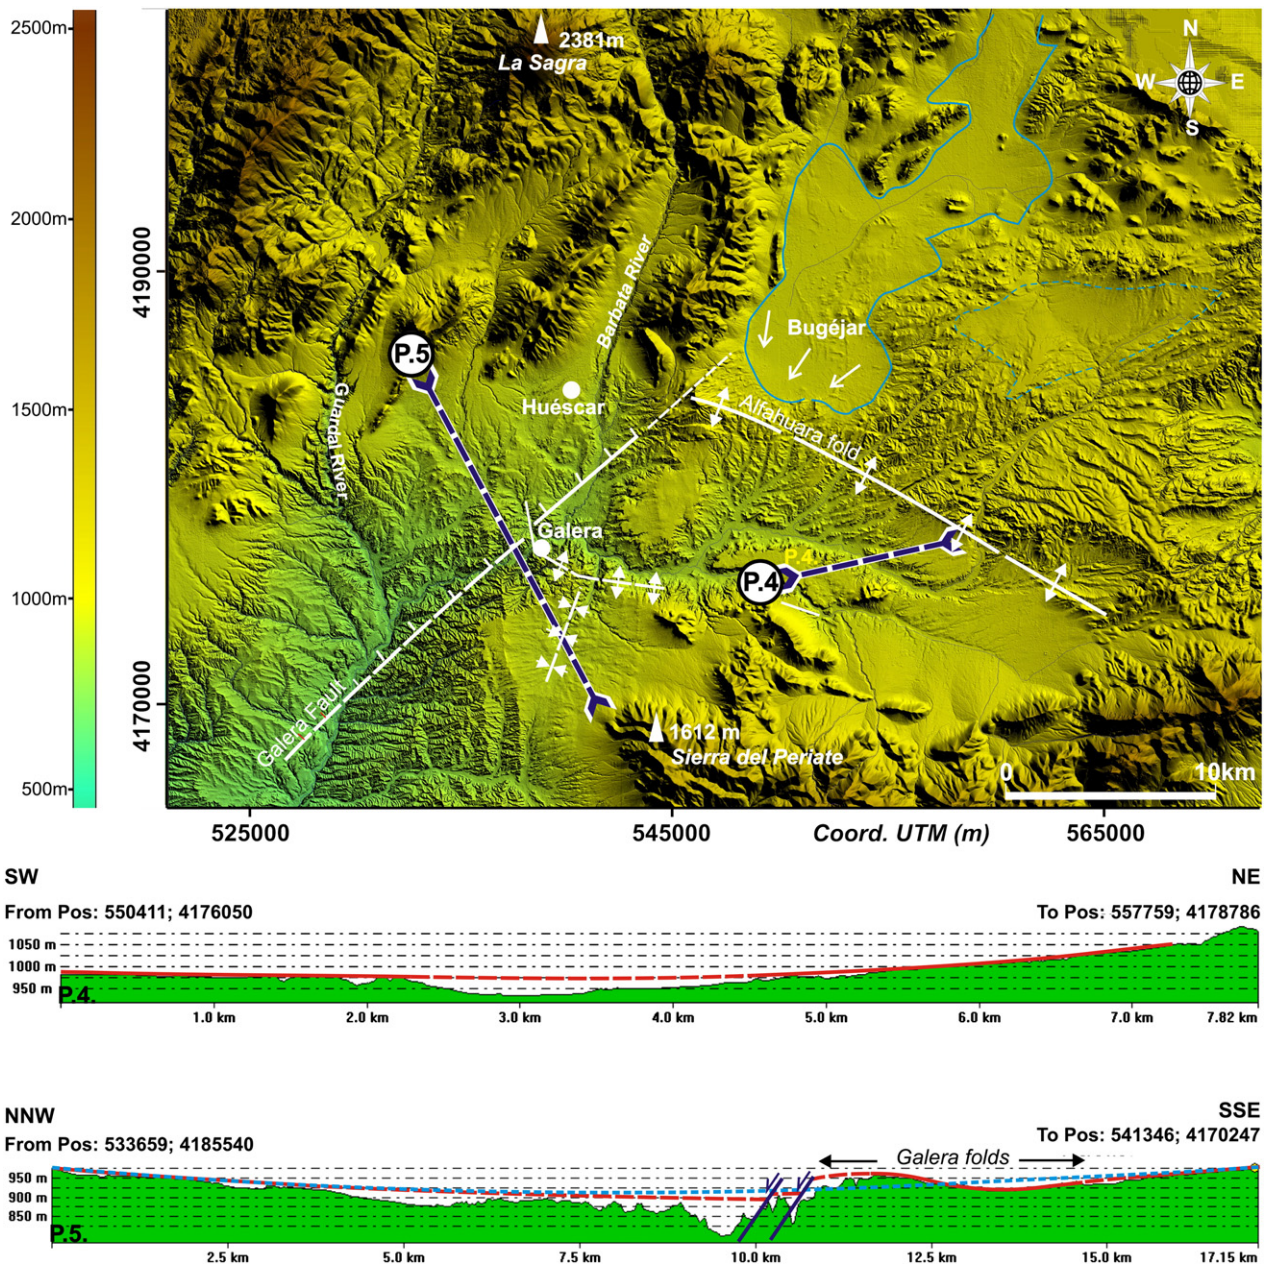 2500m
2000m
1500m
1000m
500m
4190000
4170000
2381m
La Sagra
N
W E
S
Barbata River
Guardal River
P.5
Huéscar
Bugéjar
Alfahuara fold
Galera
P.4
P.4
Galera Fault
1612 m
Sierra del Periate
0 10km
525000 545000 Coord. UTM (m) 565000
SW NE
From Pos: 550411; 4176050 To Pos: 557759; 4178786
1050 m
1000 m
950 m
P.4.
1.0 km 2.0 km 3.0 km 4.0 km 5.0 km 6.0 km 7.0 km 7.82 km
NNW SSE
From Pos: 533659; 4185540 To Pos: 541346; 4170247
Galera folds
950 m
900 m
850 m
P.5.
2.5 km 5.0 km 7.5 km 10.0 km 12.5 km 15.0 km 17.15 km